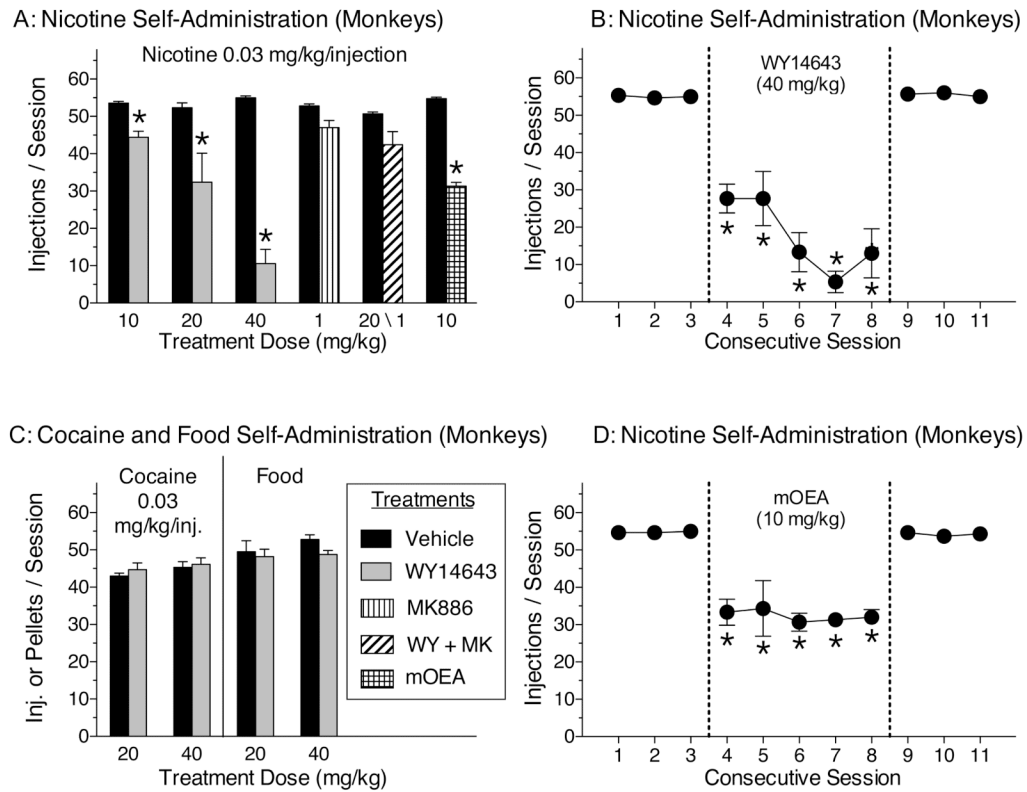 A: Nicotine Self-Administration (Monkeys)
Nicotine 0.03 mg/kg/injection
Injections / Session
60
50
40
30
20
10
0
* * * *
10 20 40 1 20 \ 1 10
Treatment Dose (mg/kg)
B: Nicotine Self-Administration (Monkeys)
WY14643
(40 mg/kg)
Injections / Session
60
50
40
30
20
10
0
* * * * *
1 2 3 4 5 6 7 8 9 10 11
Consecutive Session
C: Cocaine and Food Self-Administration (Monkeys)
Cocaine
0.03
mg/kg/inj.
Food
Inj. or Pellets / Session
60
50
40
30
20
10
0
20 40 20 40
Treatment Dose (mg/kg)
Treatments
Vehicle
WY14643
MK886
WY + MK
mOEA
D: Nicotine Self-Administration (Monkeys)
mOEA
(10 mg/kg)
Injections / Session
60
50
40
30
20
10
0
* * * * *
1 2 3 4 5 6 7 8 9 10 11
Consecutive Session